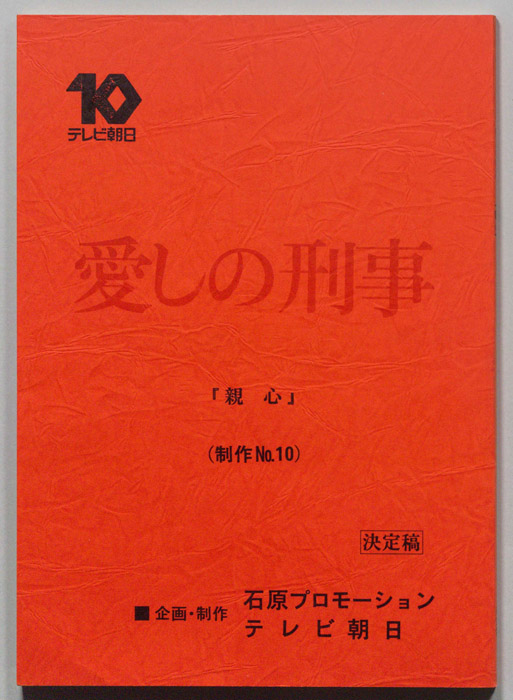 10
テレビ朝日
愛しの刑事
『親 心』
(制作No.10)
決定稿
■ 企画・制作 石原プロモーション
テレビ朝日